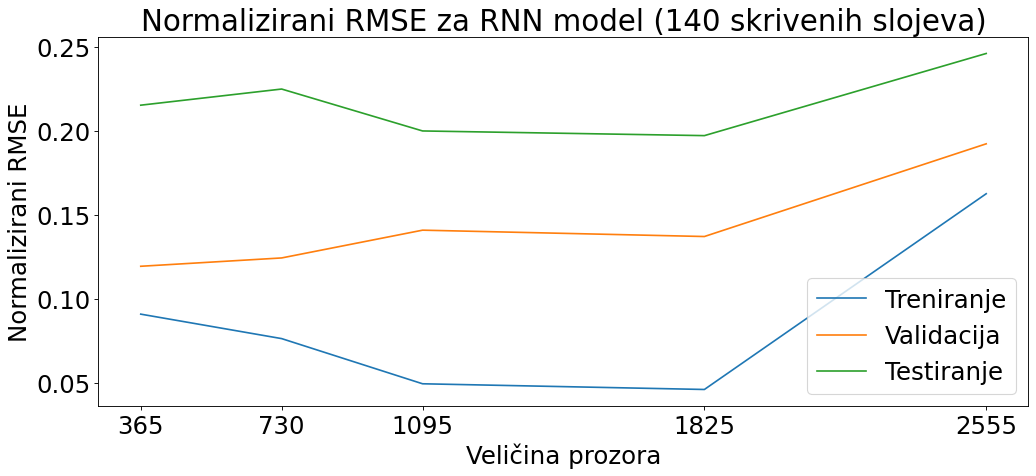 Normalizirani RMSE za RNN model (140 skrivenih slojeva)
Normalizirani RMSE
0.25
0.20
0.15
0.10
0.05
Treniranje
Validacija
Testiranje
365 730 1095 1825 2555
Veličina prozora